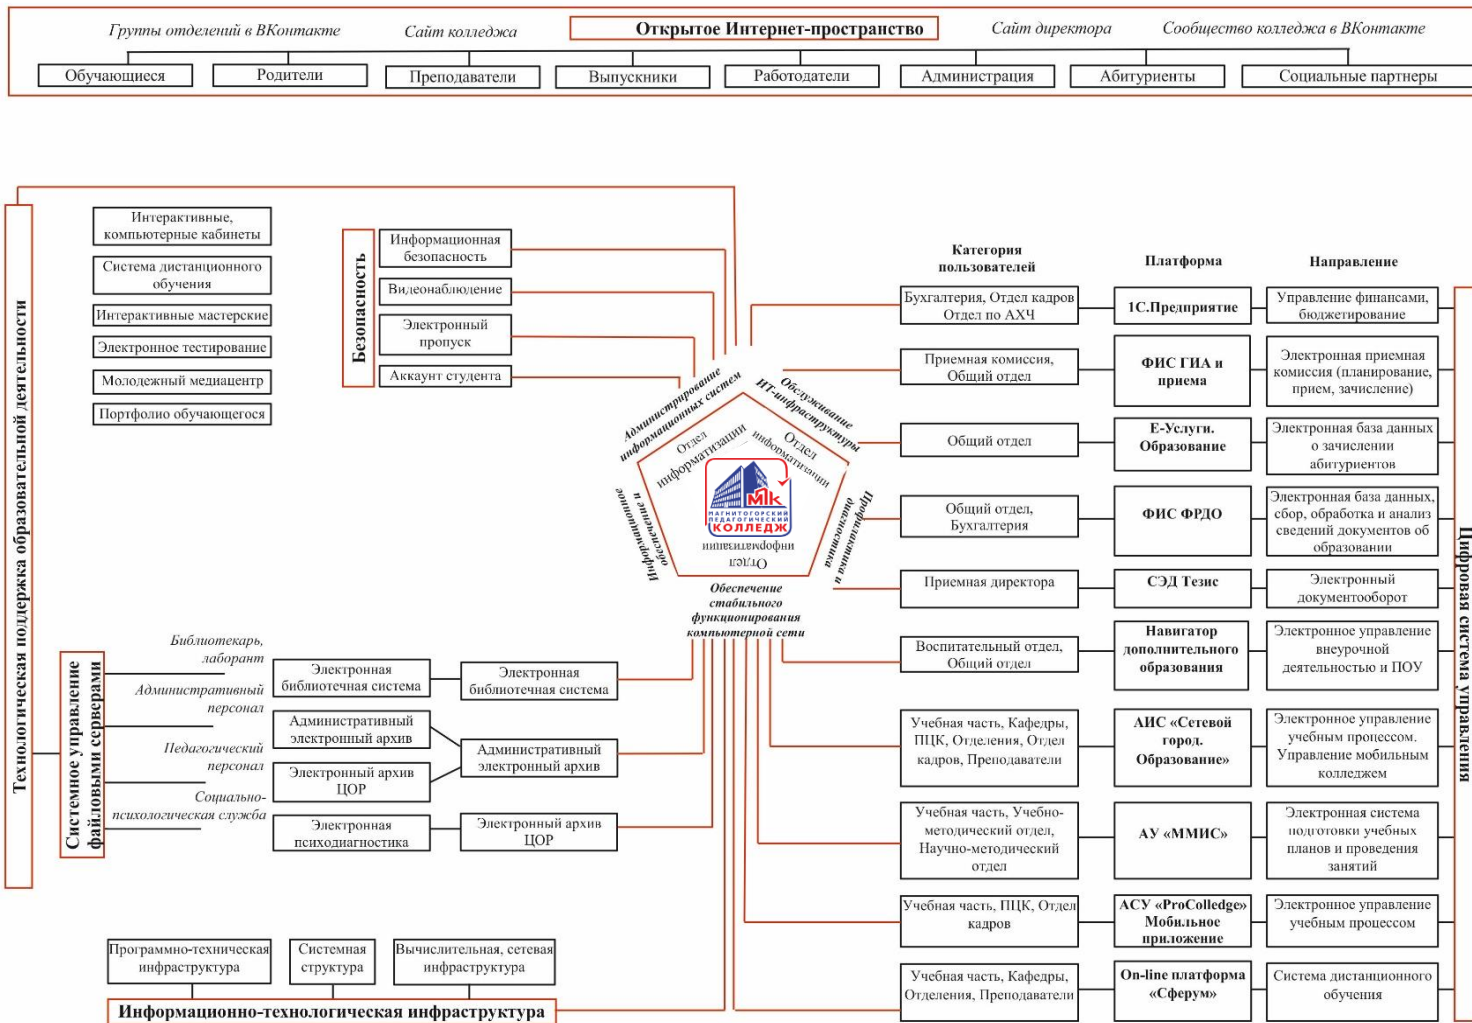 Группы отделений в ВКонтакте
Сайт колледжа
Открытое Интернет-пространство
Сайт директора
Сообщество колледжа в ВКонтакте
Обучающиеся
Родители
Преподаватели
Выпускники
Работодатели
Администрация
Абитуриенты
Социальные партнеры
Технологическая поддержка образовательной деятельности
Интерактивные,
компьютерные кабинеты
Система дистанционного
обучения
Интерактивные мастерские
Электронное тестирование
Молодежный медиацентр
Портфолио обучающегося
Безопасность
Информационная
безопасность
Видеонаблюдение
Электронный
пропуск
Аккаунт студента
Администрирование
информационных систем
Обслуживание
ИТ-инфраструктуры
Профилактика и
диагностика
Информационное
обеспечение и
Обеспечение
стабильного
функционирования
компьютерной сети
Отдел
информатизации
Отдел
информатизации
Отдел
информатизации
МПК
МАГНИТОГОРСКИЙ
ПЕДАГОГИЧЕСКИЙ
КОЛЛЕДЖ
Категория
пользователей
Платформа
Направление
Бухгалтерия, Отдел кадров
Отдел по АХЧ
1С.Предприятие
Управление финансами,
бюджетирование
Приемная комиссия,
Общий отдел
ФИС ГИА и
приема
Электронная приемная
комиссия (планирование,
прием, зачисление)
Общий отдел
Е-Услуги.
Образование
Электронная база данных
о зачислении
абитуриентов
Общий отдел,
Бухгалтерия
ФИС ФРДО
Электронная база данных,
сбор, обработка и анализ
сведений документов об
образовании
Приемная директора
СЭД Тезис
Электронный
документооборот
Воспитательный отдел,
Общий отдел
Навигатор
дополнительного
образования
Электронное управление
внеурочной
деятельностью и ПОУ
Учебная часть, Кафедры,
ПЦК, Отделения, Отдел
кадров, Преподаватели
АИС «Сетевой
город.
Образование»
Электронное управление
учебным процессом.
Управление мобильным
колледжем
Учебная часть, Учебно-
методический отдел,
Научно-методический
отдел
АУ «ММИС»
Электронная система
подготовки учебных
планов и проведения
занятий
Учебная часть, ПЦК, Отдел
кадров
АСУ «ProColledge»
Мобильное
приложение
Электронное управление
учебным процессом
Учебная часть, Кафедры,
Отделения, Преподаватели
On-line платформа
«Сферум»
Система дистанционного
обучения
Цифровая система управления
Системное управление
файловыми серверами
Библиотекарь,
лаборант
Административный
персонал
Педагогический
персонал
Социально-
психологическая служба
Электронная
библиотечная система
Электронная
библиотечная система
Административный
электронный архив
Электронный архив
ЦОР
Административный
электронный архив
Электронная
психодиагностика
Электронный архив
ЦОР
Программно-техническая
инфраструктура
Системная
структура
Вычислительная, сетевая
инфраструктура
Информационно-технологическая инфраструктура